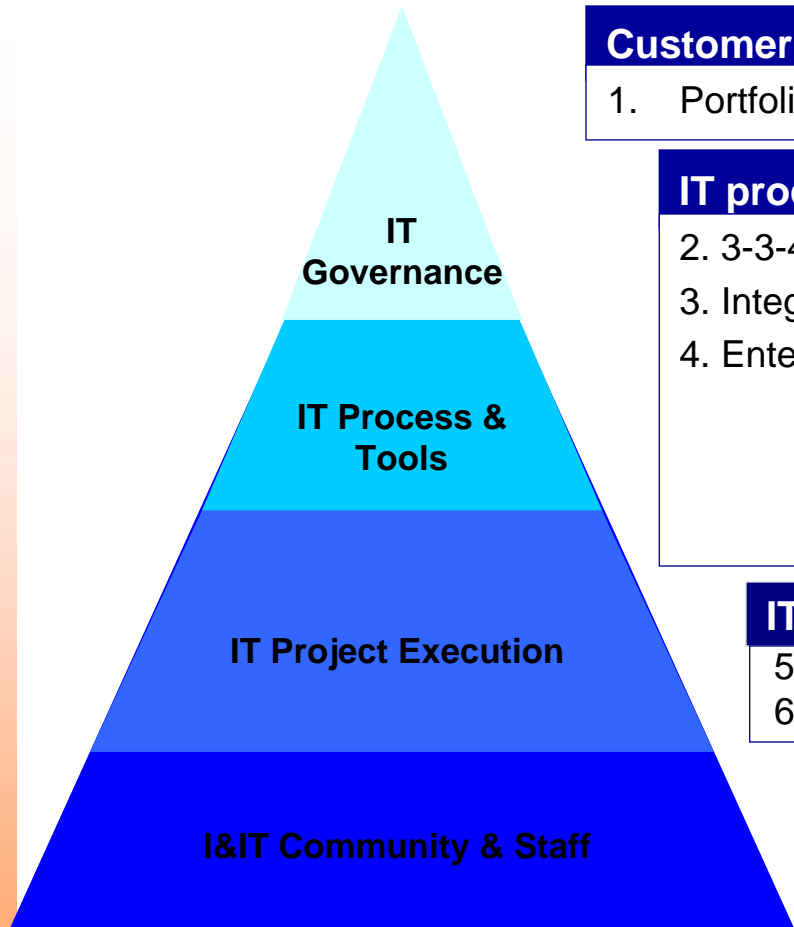 IT
Governance
IT Process &
Tools
IT Project Execution
I&IT Community & Staff
Customer
1. Portfoli
IT proc
2. 3-3-4
3. Integ
4. Ente
IT
5
6